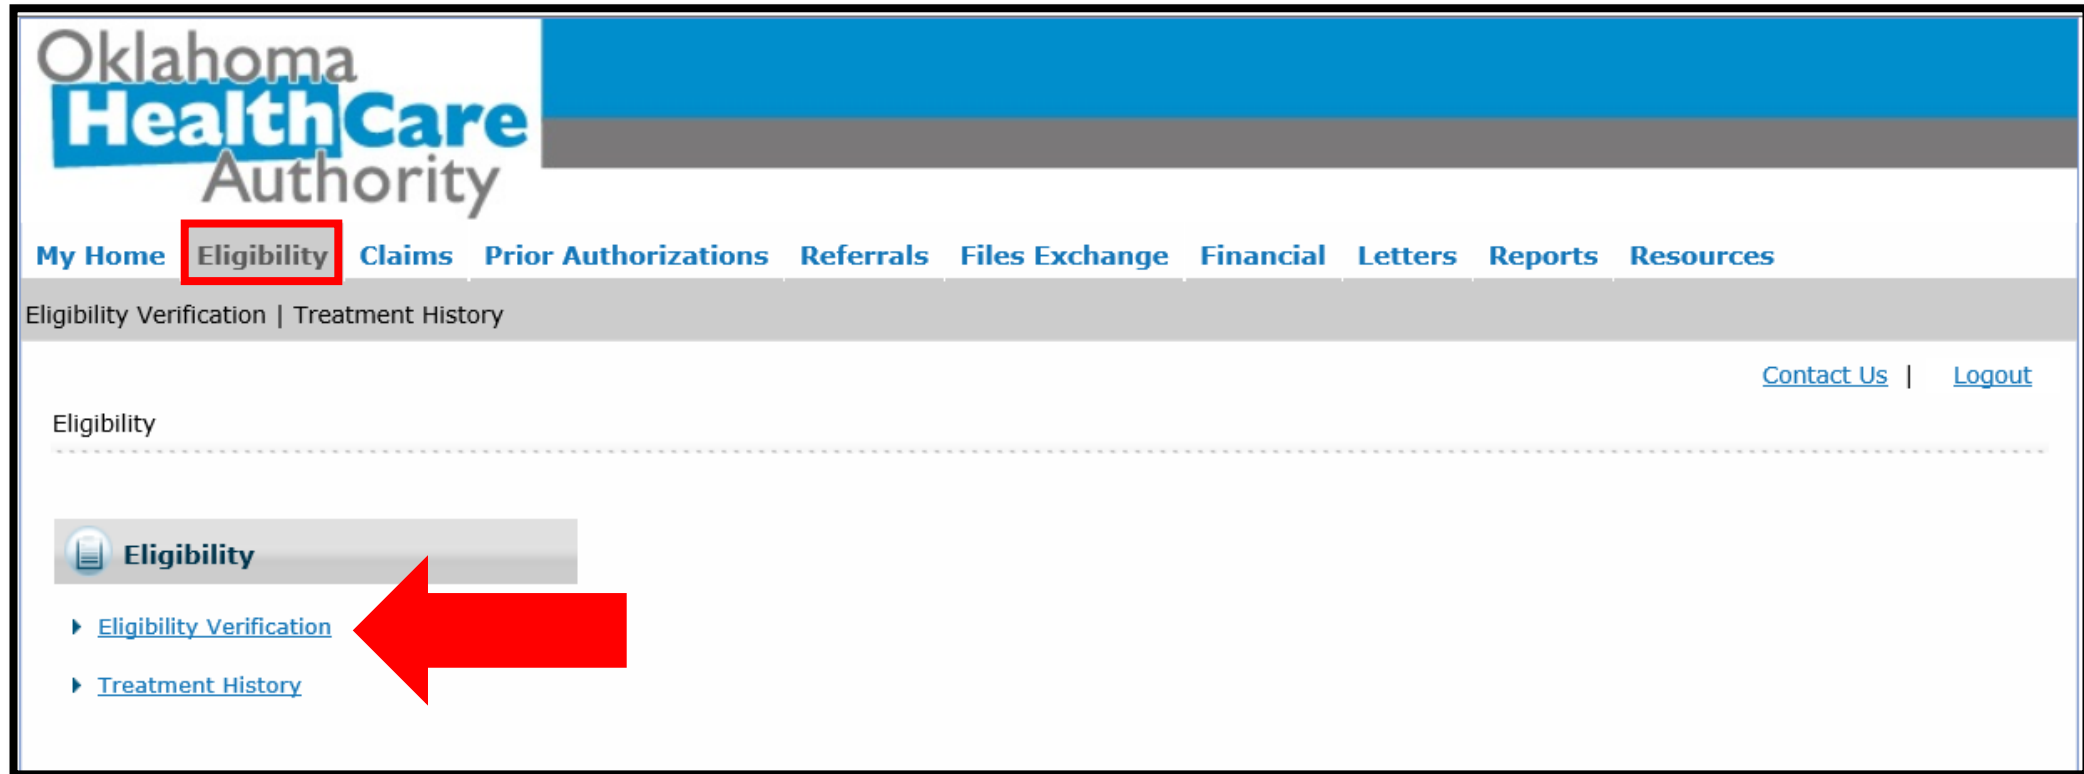 Oklahoma
HealthCare
Authority
My Home Eligibility Claims Prior Authorizations Referrals Files Exchange Financial Letters Reports Resources
Eligibility Verification | Treatment History
Contact Us | Logout
Eligibility
Eligibility
Eligibility Verification
Treatment History